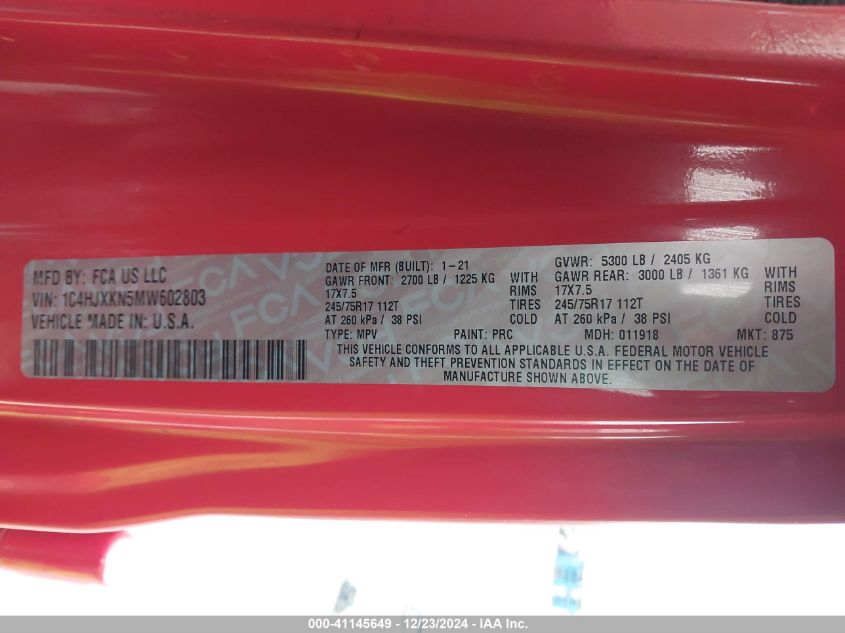 MFD BY: FCA US LLC
VIN: 1C4HJXKN5MW602803
VEHICLE MADE IN: U.S.A.
DATE OF MFR (BUILT): 1-21 GVWR: 5300 LB / 2405 KG
GAWR FRONT: 2700 LB / 1225 KG WITH GAWR REAR: 3000 LB / 1361 KG WITH
17X7.5 RIMS 17X7.5 RIMS
245/75R17 112T TIRES 245/75R17 112T TIRES
AT 260 kPa / 38 PSI COLD AT 260 kPa / 38 PSI COLD
TYPE: MPV PAINT: PRC MDH: 011918 MKT: 875
THIS VEHICLE CONFORMS TO ALL APPLICABLE U.S.A. FEDERAL MOTOR VEHICLE
SAFETY AND THEFT PREVENTION STANDARDS IN EFFECT ON THE DATE OF
MANUFACTURE SHOWN ABOVE.
000-41145649 - 12/23/2024 - IAA Inc.